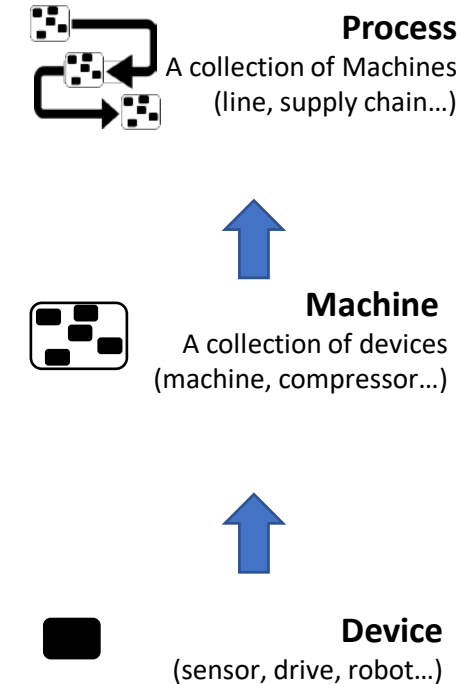 Process
A collection of Machines
(line, supply chain…)
Machine
A collection of devices
(machine, compressor…)
Device
(sensor, drive, robot…)